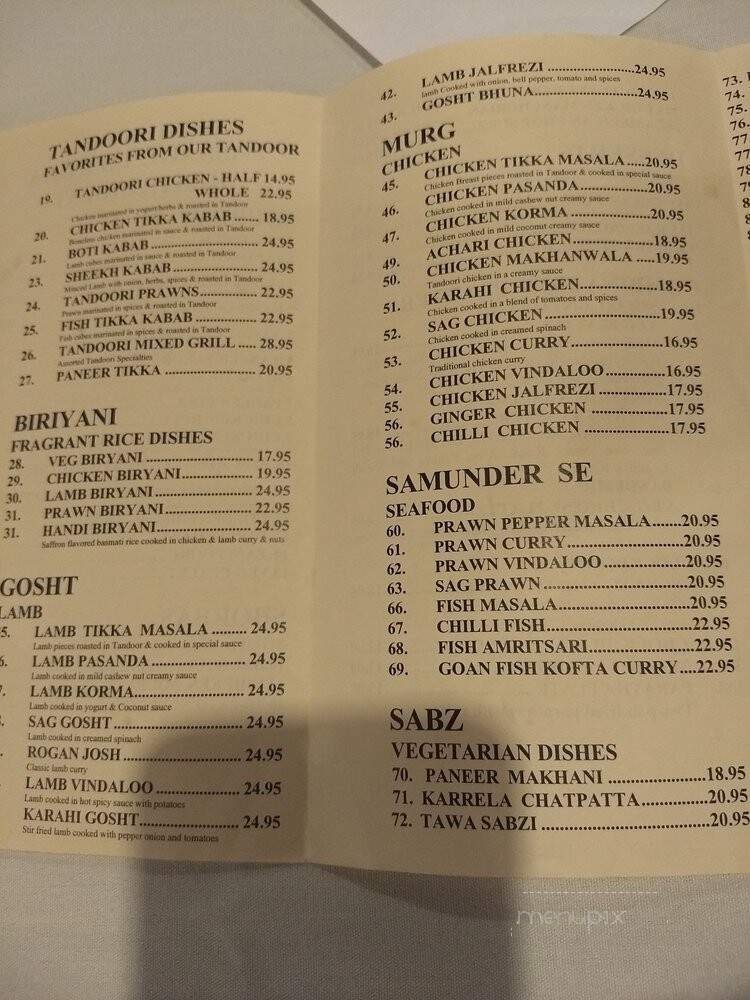 TANDOORI DISHES
FAVORITES FROM OUR TANDOOR
19. TANDOORI CHICKEN - HALF 14.95
WHOLE 22.95
Chicken marinated in yogurt/herbs & roasted in Tandoor
20. CHICKEN TIKKA KABAB ...... 18.95
Boneless chicken marinated in sauce & roasted in Tandoor
21. BOTI KABAB ........................ 24.95
Lamb cubes marinated in sauce & roasted in Tandoor
23. SHEEKH KABAB .................... 24.95
Minced Lamb with onion, herbs, spices & roasted in Tandoor
24. TANDOORI PRAWNS .............. 22.95
Prawn marinated in spices & roasted in Tandoor
25. FISH TIKKA KABAB .............. 22.95
Fish cubes marinated in spices & roasted in Tandoor
26. TANDOORI MIXED GRILL ..... 28.95
Assorted Tandoori Specialties
27. PANEER TIKKA ..................... 20.95
BIRIYANI
FRAGRANT RICE DISHES
28. VEG BIRYANI ........................... 17.95
29. CHICKEN BIRYANI................... 19.95
30. LAMB BIRYANI ........................ 24.95
31. PRAWN BIRYANI...................... 22.95
31. HANDI BIRYANI........................ 24.95
Saffron flavored basmati rice cooked in chicken & lamb curry & nuts
GOSHT
LAMB
5. LAMB TIKKA MASALA ......... 24.95
Lamb pieces roasted in Tandoor & cooked in special sauce
6. LAMB PASANDA ........................ 24.95
Lamb cooked in mild cashew nut creamy sauce
LAMB KORMA........................... 24.95
Lamb cooked in yogurt & Coconut sauce
SAG GOSHT ................................ 24.95
Lamb cooked in creamed spinach
ROGAN JOSH ............................ 24.95
Classic lamb curry
LAMB VINDALOO ..................... 24.95
Lamb cooked in hot spicy sauce with potatoes
KARAHI GOSHT......................... 24.95
Stir fried lamb cooked with pepper onion and tomatoes
42. LAMB JALFREZI .......................24.95
lamb Cooked with onion, bell pepper, tomato and spices
43. GOSHT BHUNA...........................24.95
MURG
CHICKEN
45. CHICKEN TIKKA MASALA .....20.95
Chicken Breast pieces roasted in Tandoor & cooked in special sauce
46. CHICKEN PASANDA..................20.95
Chicken cooked in mild cashew nut creamy sauce
47. CHICKEN KORMA .....................20.95
Chicken cooked in mild coconut creamy sauce
49. ACHARI CHICKEN.....................18.95
50. CHICKEN MAKHANWALA .....19.95
Tandoori chicken in a creamy sauce
51. KARAHI CHICKEN....................18.95
Chicken cooked in a blend of tomatoes and spices
52. SAG CHICKEN ............................19.95
Chicken cooked in creamed spinach
53. CHICKEN CURRY.......................16.95
Traditional chicken curry
54. CHICKEN VINDALOO ...............16.95
55. CHICKEN JALFREZI .................17.95
56. GINGER CHICKEN ...................17.95
56. CHILLI CHICKEN .....................17.95
SAMUNDER SE
SEAFOOD
60. PRAWN PEPPER MASALA.......20.95
61. PRAWN CURRY...........................20.95
62. PRAWN VINDALOO ...................20.95
63. SAG PRAWN ................................20.95
66. FISH MASALA..............................20.95
67. CHILLI FISH................................22.95
68. FISH AMRITSARI........................22.95
69. GOAN FISH KOFTA CURRY....22.95
SABZ
VEGETARIAN DISHES
70. PANEER MAKHANI .....................18.95
71. KARRELA CHATPATTA................20.95
72. TAWA SABZI ....................................20.95
73.
74.
75.
76.
77
77
78
menupix